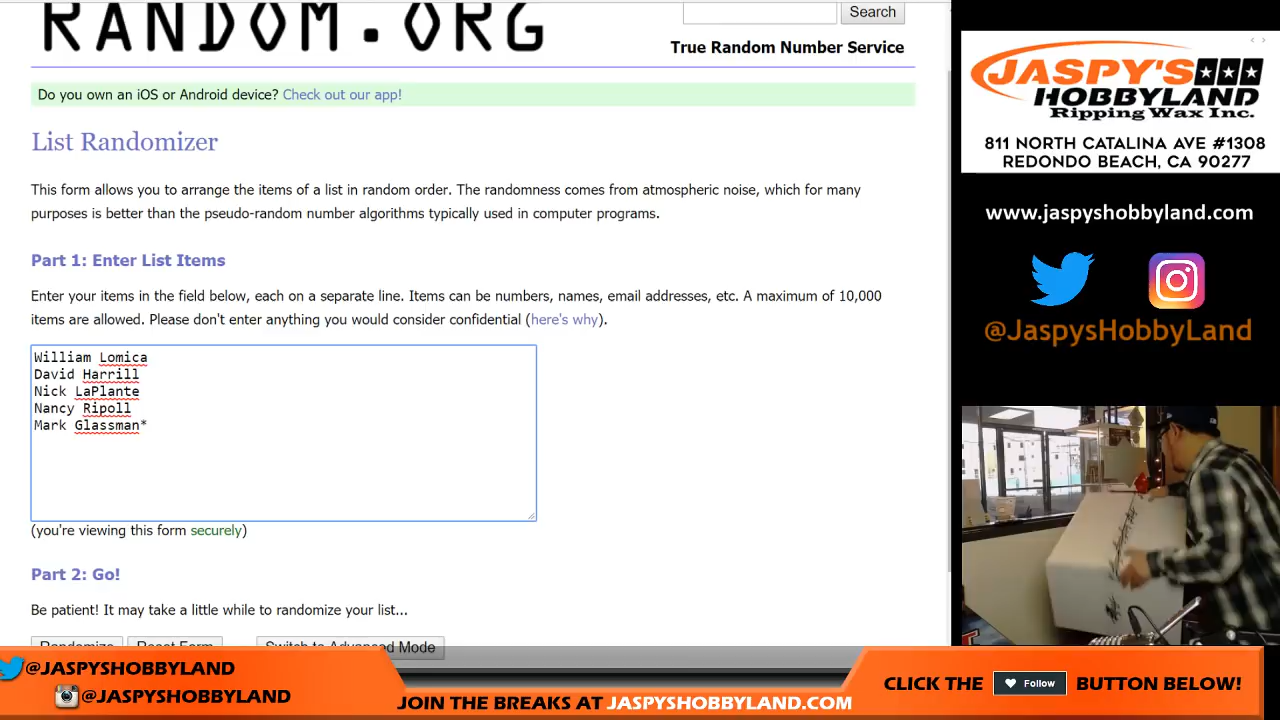 RANDOM.ORG
Search
True Random Number Service
Do you own an iOS or Android device? Check out our app!
List Randomizer
This form allows you to arrange the items of a list in random order. The randomness comes from atmospheric noise, which for many
purposes is better than the pseudo-random number algorithms typically used in computer programs.
Part 1: Enter List Items
Enter your items in the field below, each on a separate line. Items can be numbers, names, email addresses, etc. A maximum of 10,000
items are allowed. Please don't enter anything you would consider confidential (here's why).
William Lomica
David Harrill
Nick LaPlante
Nancy Ripoll
Mark Glassman*
(you're viewing this form securely)
Part 2: Go!
Be patient! It may take a little while to randomize your list...
Randomize Reset Form Switch to Advanced Mode
JASPY'S
HOBBYLAND
Ripping Wax Inc.
811 NORTH CATALINA AVE #1308
REDONDO BEACH, CA 90277
www.jaspyshobbyland.com
@JaspysHobbyLand
@JASPYSHOBBYLAND
@JASPYSHOBBYLAND
JOIN THE BREAKS AT JASPYSHOBBYLAND.COM
CLICK THE Follow BUTTON BELOW!